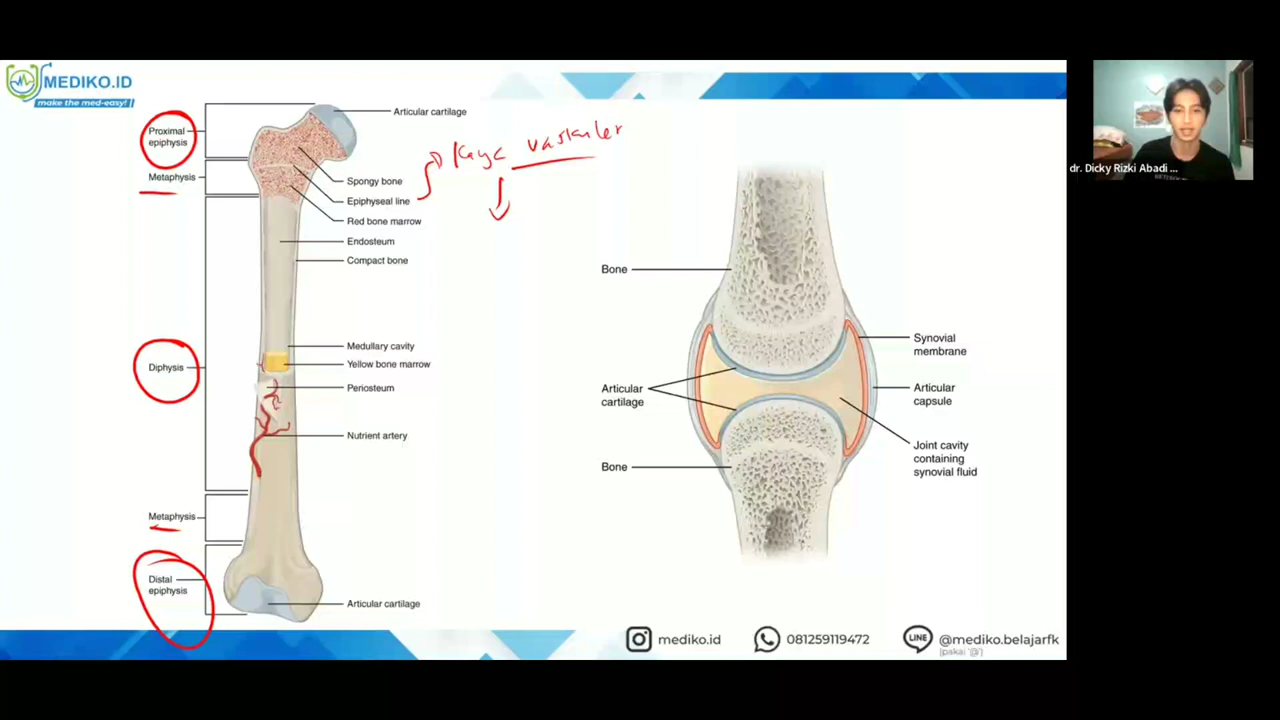 MEDIKO.ID
make the med-easy!
Proximal
epiphysis
Metaphysis
Diphysis
Metaphysis
Distal
epiphysis
Articular cartilage
Spongy bone
Epiphyseal line
Red bone marrow
Endosteum
Compact bone
Medullary cavity
Yellow bone marrow
Periosteum
Nutrient artery
Articular cartilage
kaya vaskuler
Bone
Articular
cartilage
Bone
Synovial
membrane
Articular
capsule
Joint cavity
containing
synovial fluid
mediko.id
081259119472
LINE
@mediko.belajarfk
(pakai '@')
dr. Dicky Rizki Abadi ...